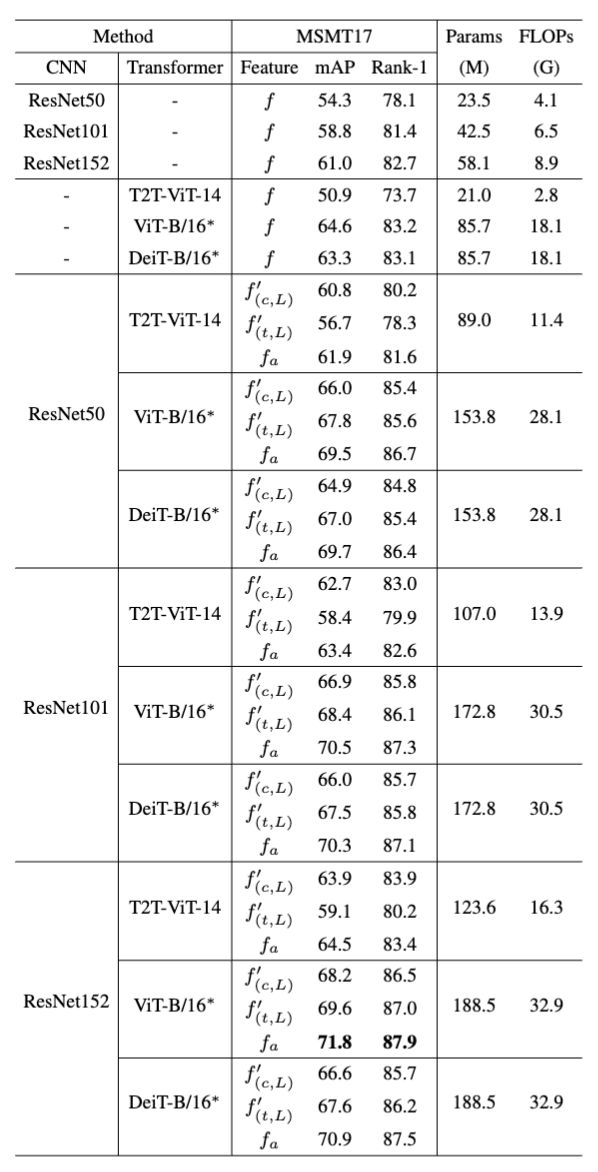 Method MSMT17 Params FLOPs
CNN Transformer Feature mAP Rank-1 (M) (G)
ResNet50 - f 54.3 78.1 23.5 4.1
ResNet101 - f 58.8 81.4 42.5 6.5
ResNet152 - f 61.0 82.7 58.1 8.9
- T2T-ViT-14 f 50.9 73.7 21.0 2.8
- ViT-B/16* f 64.6 83.2 85.7 18.1
- DeiT-B/16* f 63.3 83.1 85.7 18.1
f′(c,L) 60.8 80.2
T2T-ViT-14 f′(t,L) 56.7 78.3 89.0 11.4
fa 61.9 81.6
f′(c,L) 66.0 85.4
ResNet50 ViT-B/16* f′(t,L) 67.8 85.6 153.8 28.1
fa 69.5 86.7
f′(c,L) 64.9 84.8
DeiT-B/16* f′(t,L) 67.0 85.4 153.8 28.1
fa 69.7 86.4
f′(c,L) 62.7 83.0
T2T-ViT-14 f′(t,L) 58.4 79.9 107.0 13.9
fa 63.4 82.6
f′(c,L) 66.9 85.8
ResNet101 ViT-B/16* f′(t,L) 68.4 86.1 172.8 30.5
fa 70.5 87.3
f′(c,L) 66.0 85.7
DeiT-B/16* f′(t,L) 67.5 85.8 172.8 30.5
fa 70.3 87.1
f′(c,L) 63.9 83.9
T2T-ViT-14 f′(t,L) 59.1 80.2 123.6 16.3
fa 64.5 83.4
f′(c,L) 68.2 86.5
ResNet152 ViT-B/16* f′(t,L) 69.6 87.0 188.5 32.9
fa 71.8 87.9
f′(c,L) 66.6 85.7
DeiT-B/16* f′(t,L) 67.6 86.2 188.5 32.9
fa 70.9 87.5